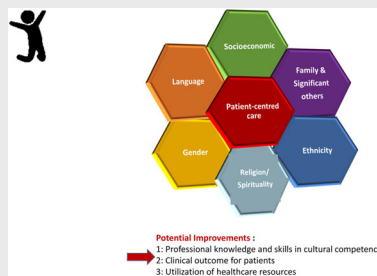 Socioeconomic
Language
Family &
Significant
others
Patient-centred
care
Gender
Ethnicity
Religion/
Spirituality
Potential Improvements :
1: Professional knowledge and skills in cultural competenc
2: Clinical outcome for patients
3: Utilization of healthcare resources